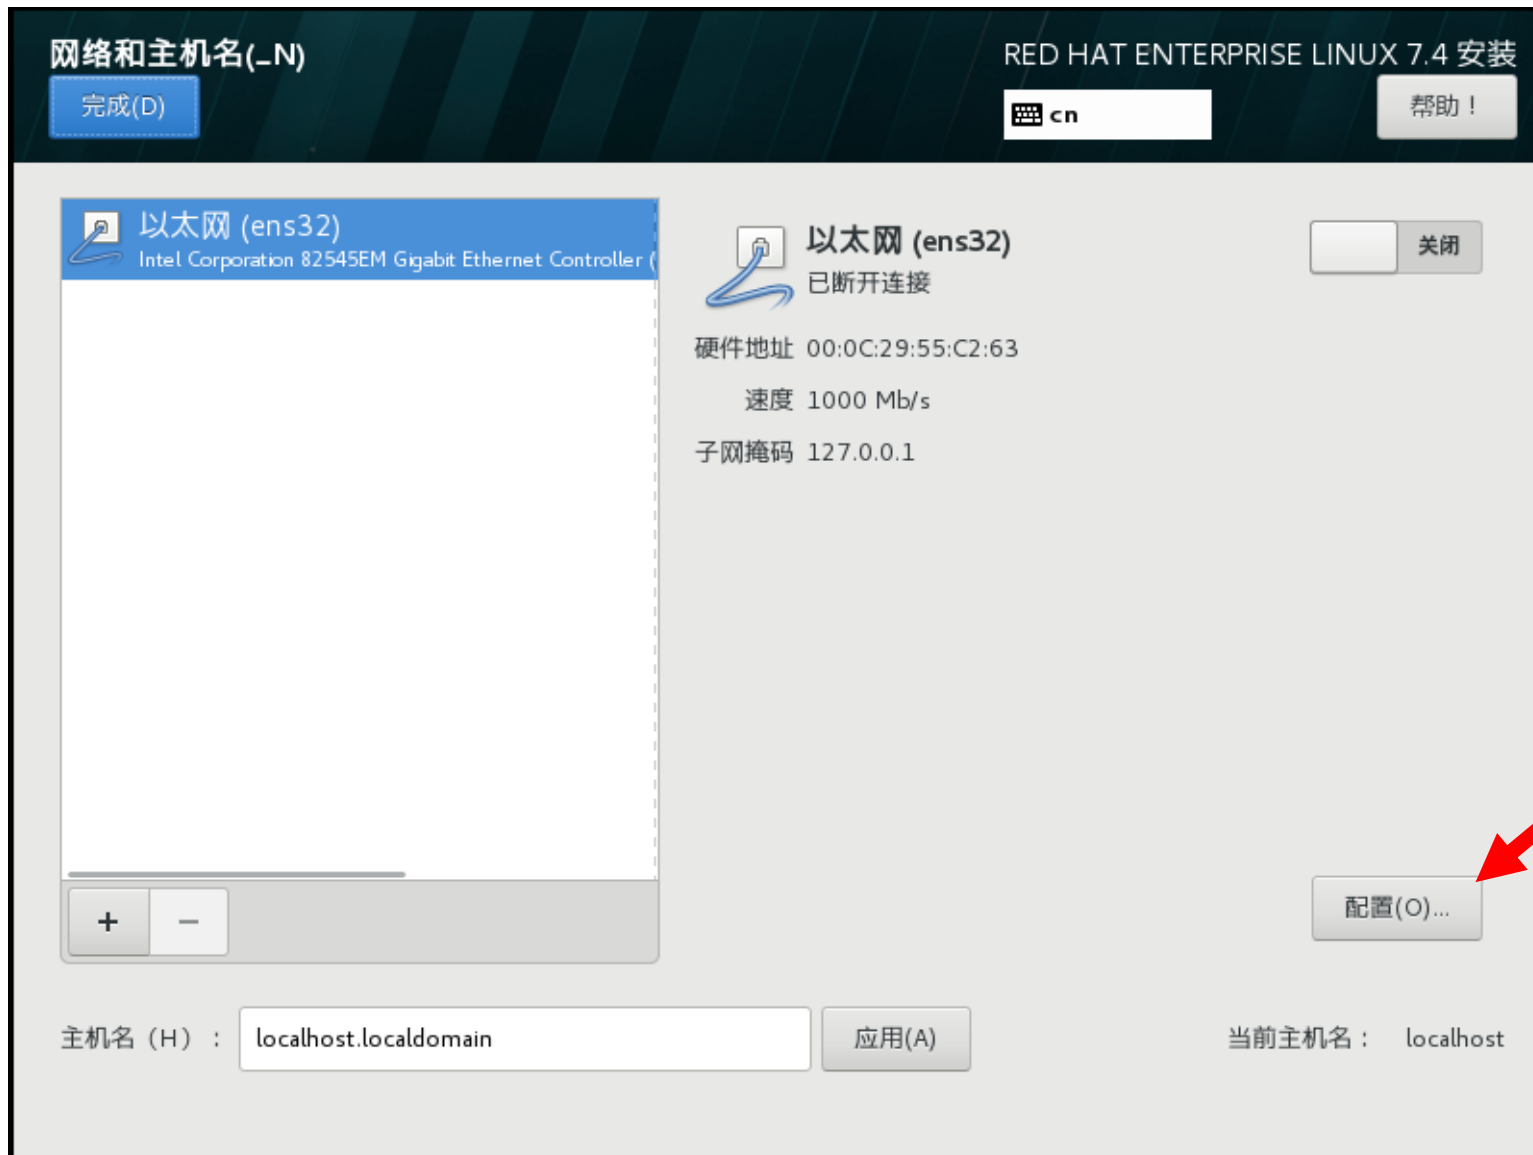 网络和主机名(_N)
RED HAT ENTERPRISE LINUX 7.4 安装
完成(D)
cn
帮助！
以太网 (ens32)
Intel Corporation 82545EM Gigabit Ethernet Controller (
以太网 (ens32)
已断开连接
关闭
硬件地址 00:0C:29:55:C2:63
速度 1000 Mb/s
子网掩码 127.0.0.1
+ −
配置(O)...
主机名（H）： localhost.localdomain 应用(A) 当前主机名： localhost